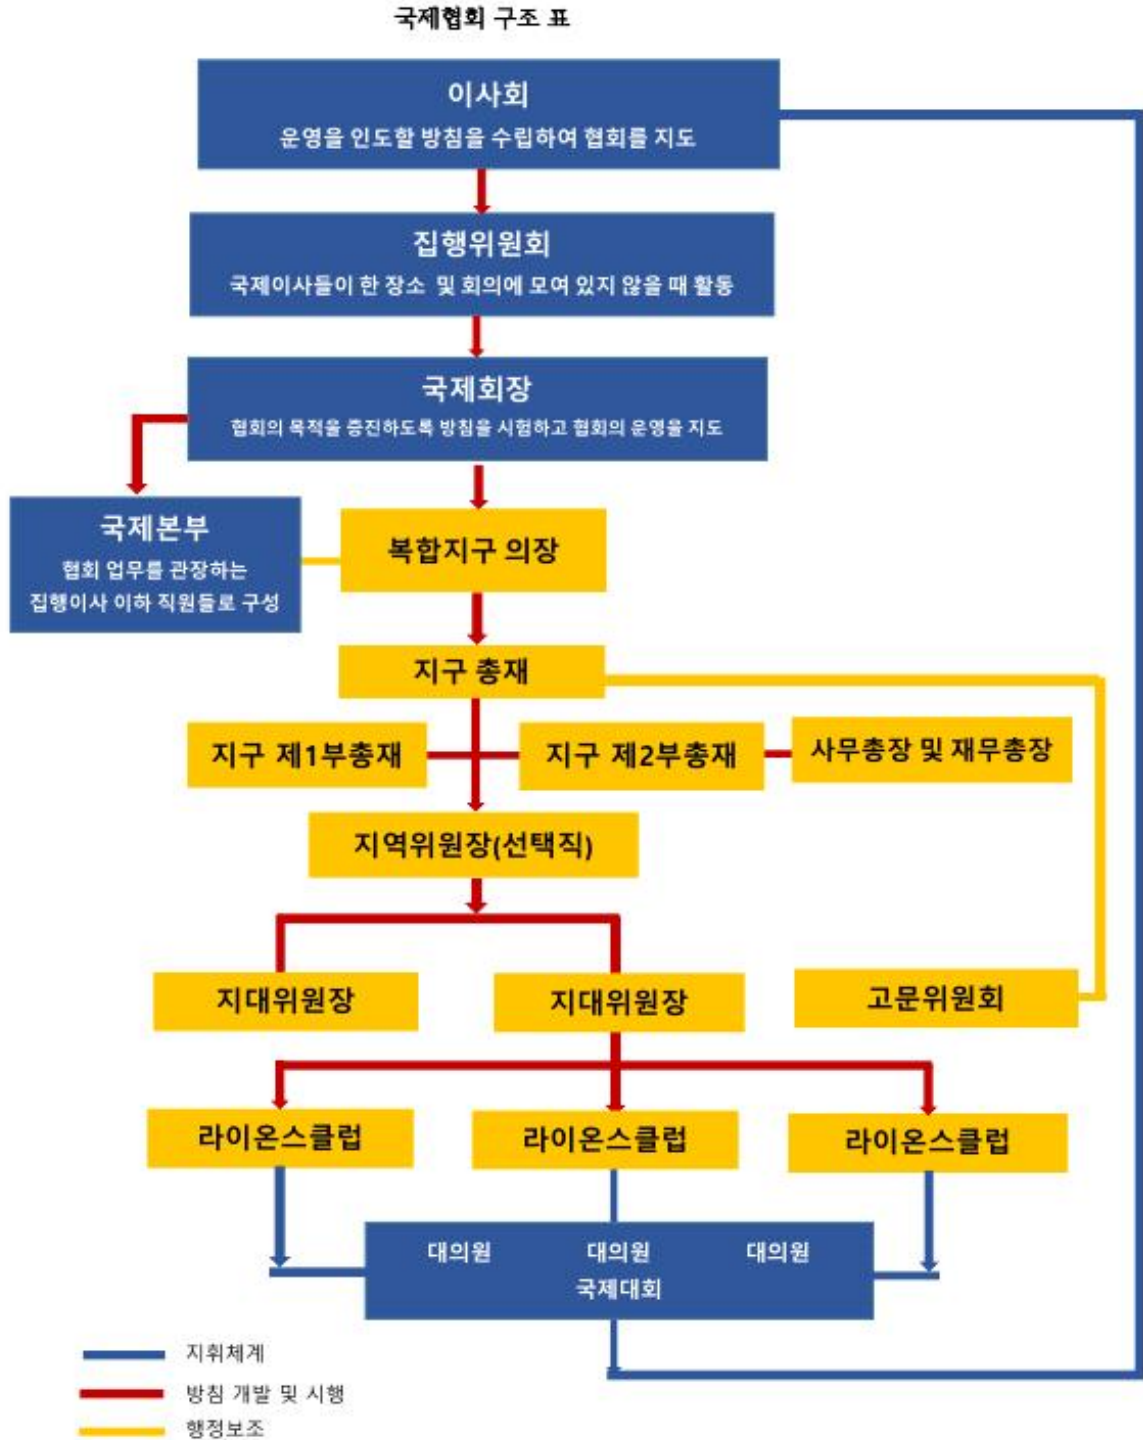 국제협회 구조 표
이사회
운영을 인도할 방침을 수립하여 협회를 지도
집행위원회
국제이사들이 한 장소 및 회의에 모여 있지 않을 때 활동
국제회장
협회의 목적을 증진하도록 방침을 시험하고 협회의 운영을 지도
국제본부
협회 업무를 관장하는
집행이사 이하 직원들로 구성
복합지구 의장
지구 총재
지구 제1부총재
지구 제2부총재
사무총장 및 재무총장
지역위원장(선택직)
지대위원장
지대위원장
고문위원회
라이온스클럽
라이온스클럽
라이온스클럽
대의원 대의원 대의원
국제대회
지휘체계
방침 개발 및 시행
행정보조